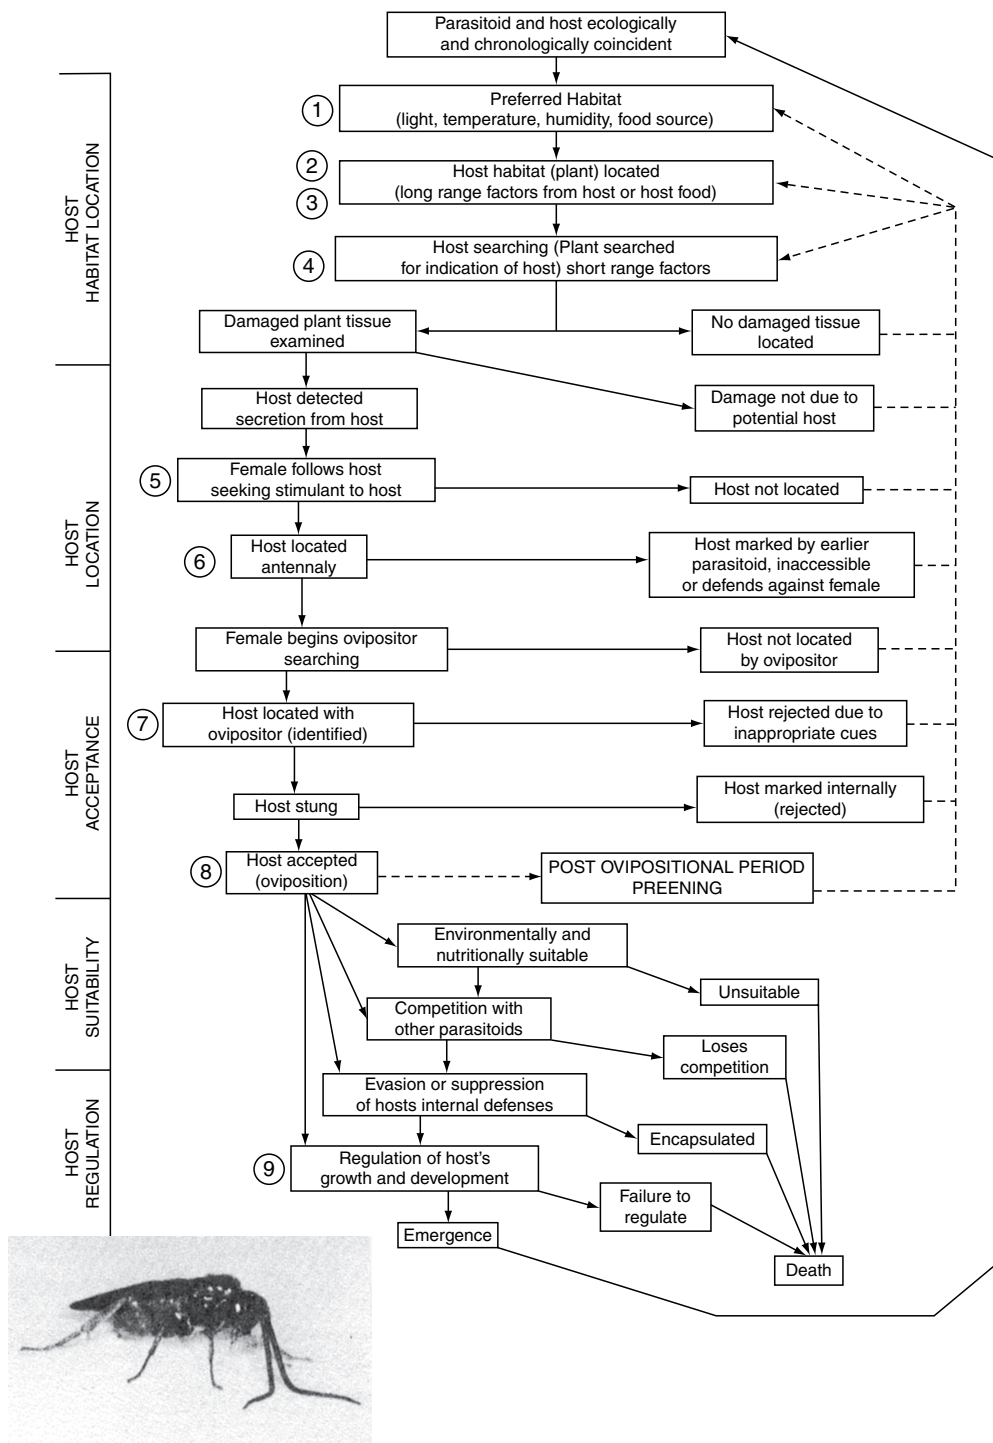 Parasitoid and host ecologically
and chronologically coincident
HOST
HABITAT LOCATION
1
Preferred Habitat
(light, temperature, humidity, food source)
2
3
Host habitat (plant) located
(long range factors from host or host food)
4
Host searching (Plant searched
for indication of host) short range factors
Damaged plant tissue
examined
No damaged tissue
located
HOST
LOCATION
Host detected
secretion from host
Damage not due to
potential host
5
Female follows host
seeking stimulant to host
Host not located
6
Host located
antennaly
Host marked by earlier
parasitoid, inaccessible
or defends against female
Female begins ovipositor
searching
Host not located
by ovipositor
HOST
ACCEPTANCE
7
Host located with
ovipositor (identified)
Host rejected due to
inappropriate cues
Host stung
Host marked internally
(rejected)
8
Host accepted
(oviposition)
POST OVIPOSITIONAL PERIOD
PREENING
HOST
SUITABILITY
Environmentally and
nutritionally suitable
Unsuitable
Competition with
other parasitoids
Loses
competition
HOST
REGULATION
Evasion or suppression
of hosts internal defenses
Encapsulated
9
Regulation of host's
growth and development
Failure to
regulate
Emergence
Death